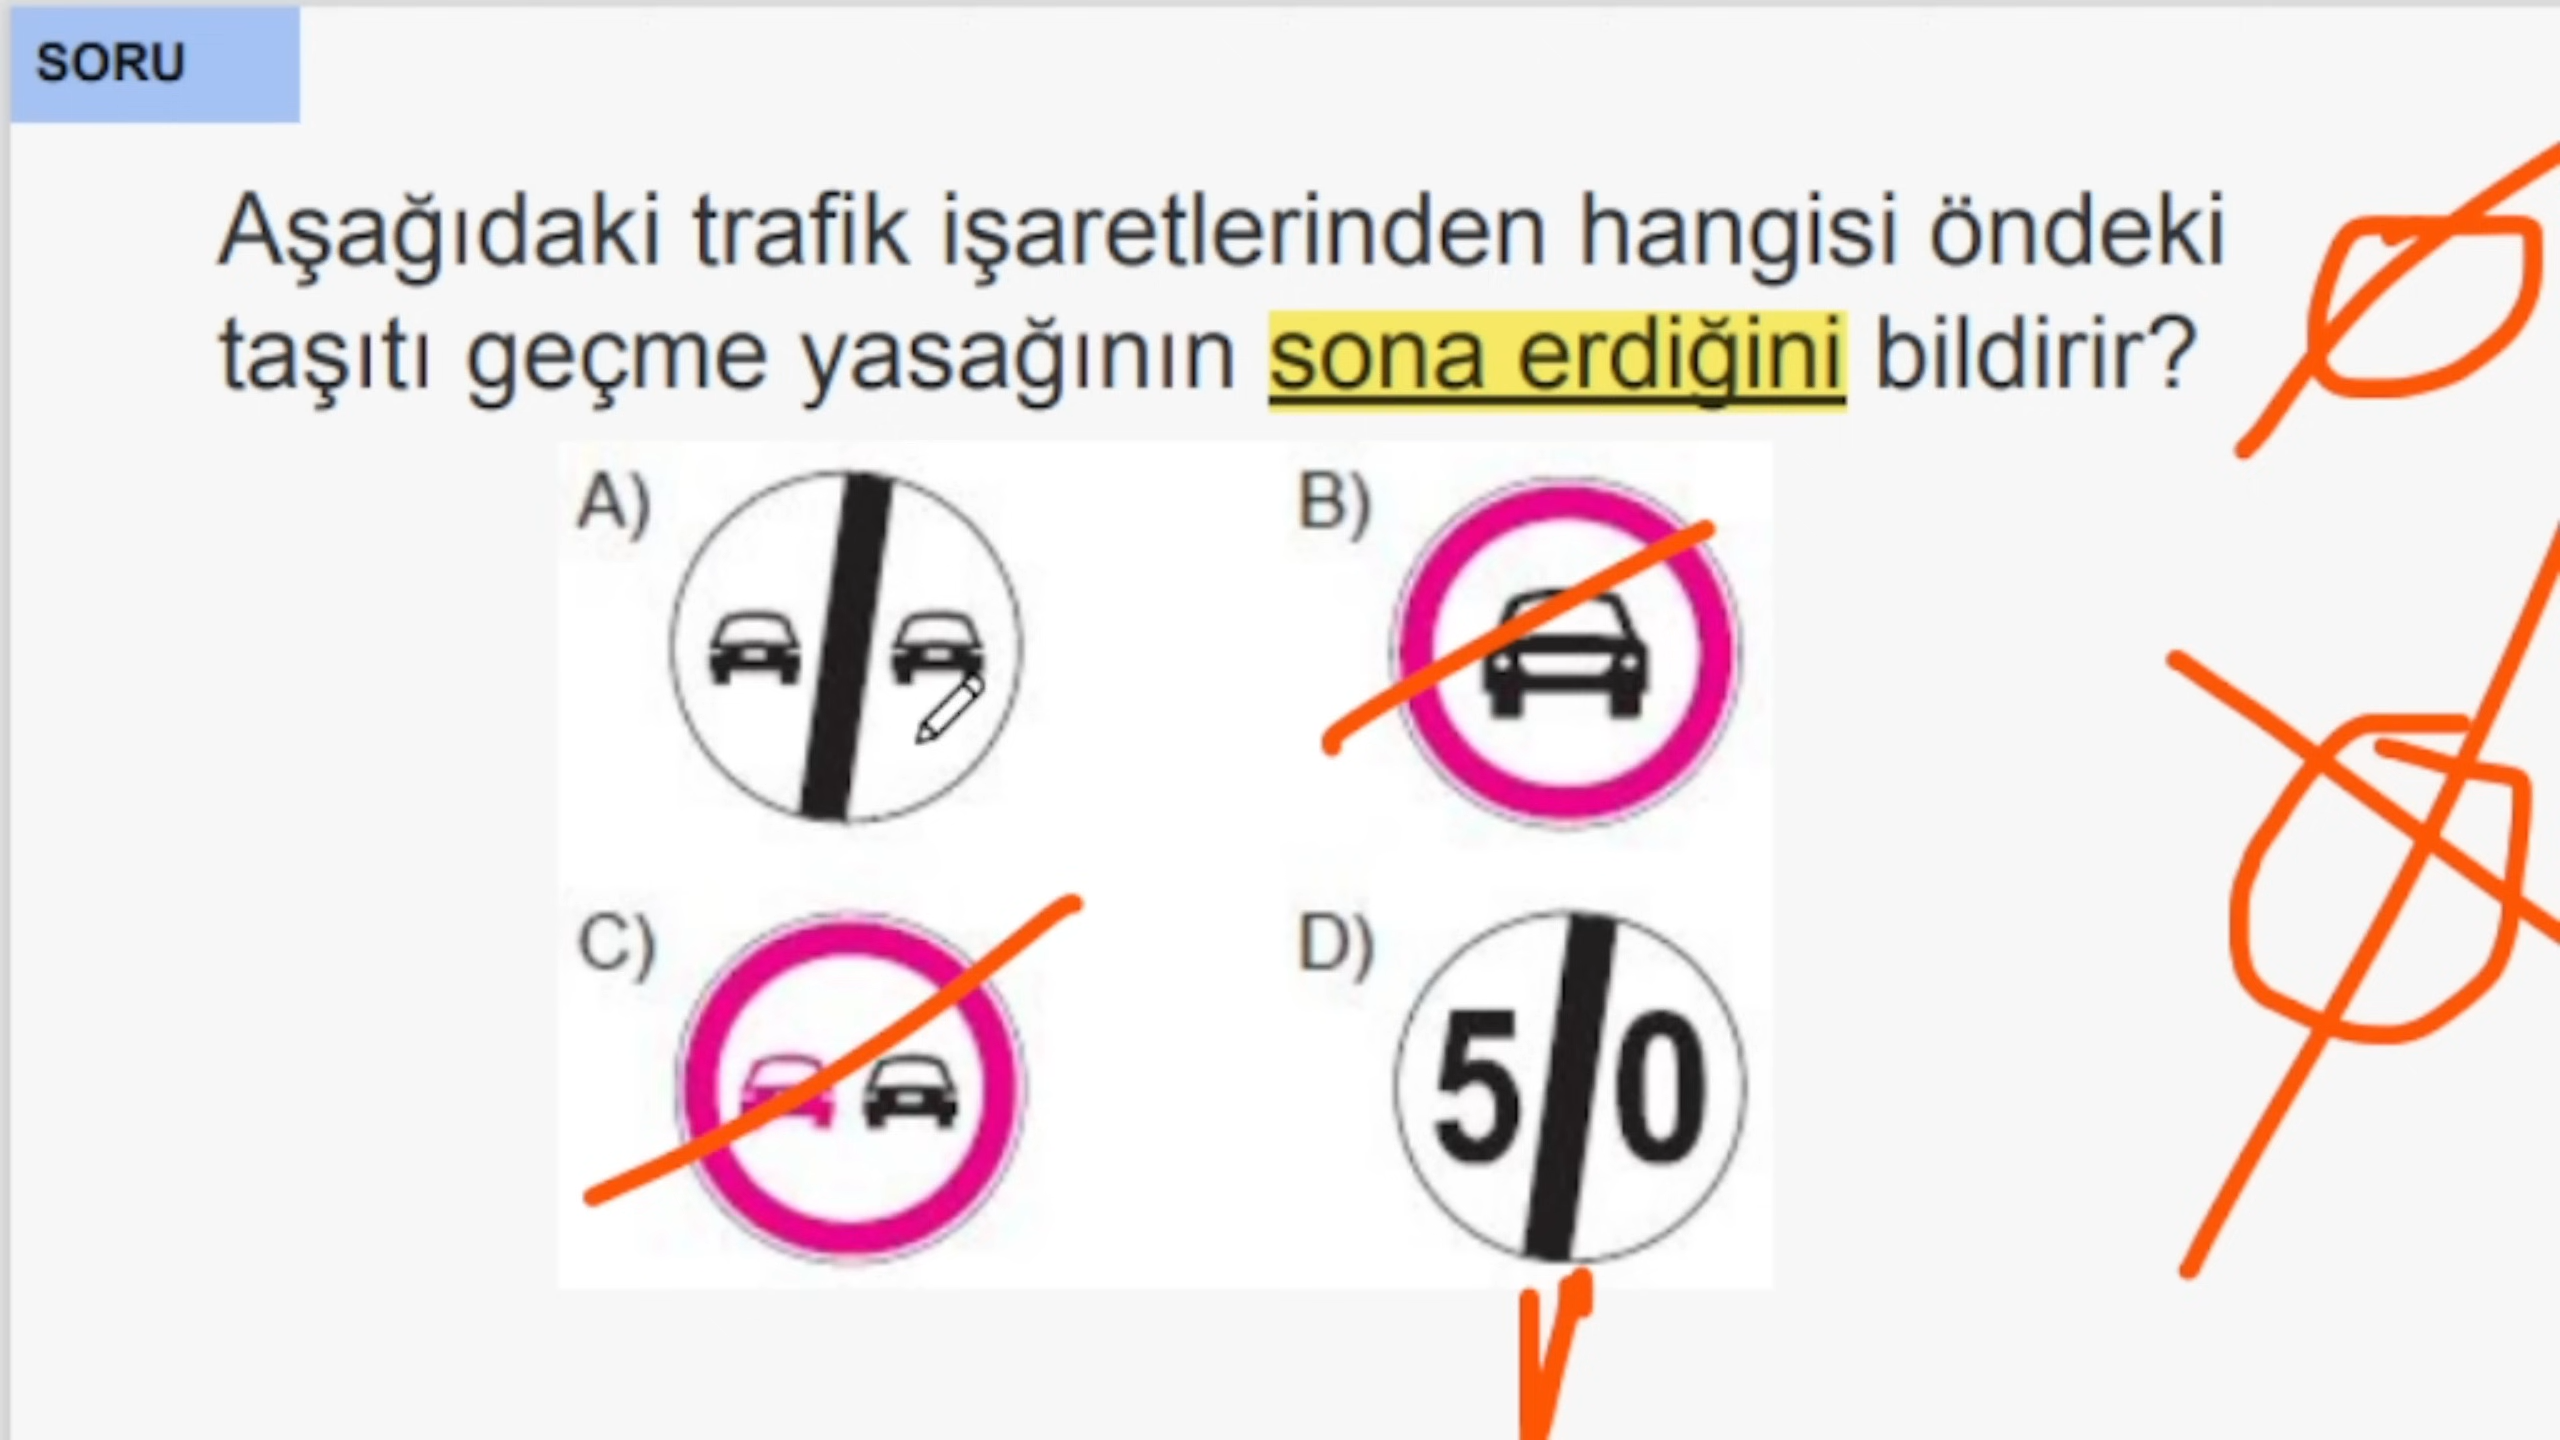 SORU
Aşağıdaki trafik işaretlerinden hangisi öndeki
taşıtı geçme yasağının sona erdiğini bildirir?
A)
B)
C)
D)
50